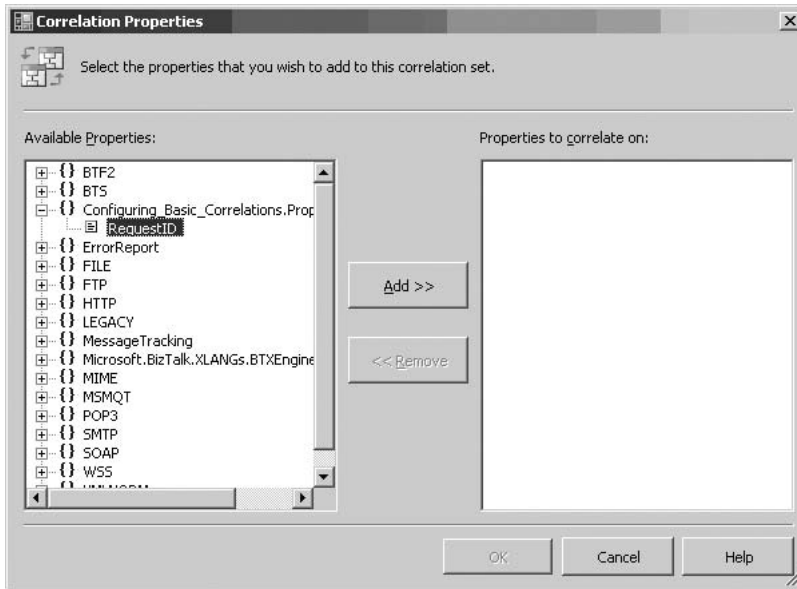 Correlation Properties
Select the properties that you wish to add to this correlation set.
Available Properties:
Properties to correlate on:
{} BTF2
{} BTS
{} Configuring_Basic_Correlations.Prop
RequestID
{} ErrorReport
{} FILE
{} FTP
{} HTTP
{} LEGACY
{} MessageTracking
{} Microsoft.BizTalk.XLANGs.BTXEngine
{} MIME
{} MSMQT
{} POP3
{} SMTP
{} SOAP
{} WSS
Add >>
<< Remove
OK
Cancel
Help